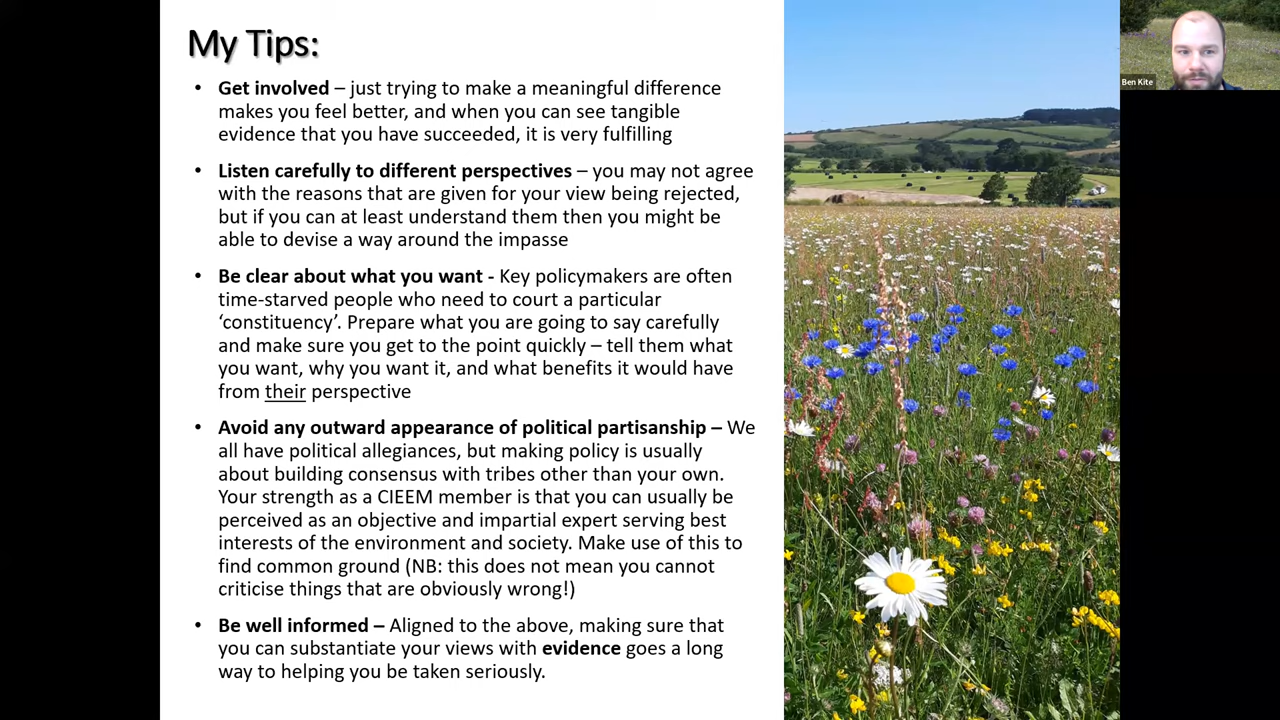 My Tips:
• Get involved – just trying to make a meaningful difference
makes you feel better, and when you can see tangible
evidence that you have succeeded, it is very fulfilling
• Listen carefully to different perspectives – you may not agree
with the reasons that are given for your view being rejected,
but if you can at least understand them then you might be
able to devise a way around the impasse
• Be clear about what you want - Key policymakers are often
time-starved people who need to court a particular
‘constituency’. Prepare what you are going to say carefully
and make sure you get to the point quickly – tell them what
you want, why you want it, and what benefits it would have
from their perspective
• Avoid any outward appearance of political partisanship – We
all have political allegiances, but making policy is usually
about building consensus with tribes other than your own.
Your strength as a CIEEM member is that you can usually be
perceived as an objective and impartial expert serving best
interests of the environment and society. Make use of this to
find common ground (NB: this does not mean you cannot
criticise things that are obviously wrong!)
• Be well informed – Aligned to the above, making sure that
you can substantiate your views with evidence goes a long
way to helping you be taken seriously.
Ben Kite